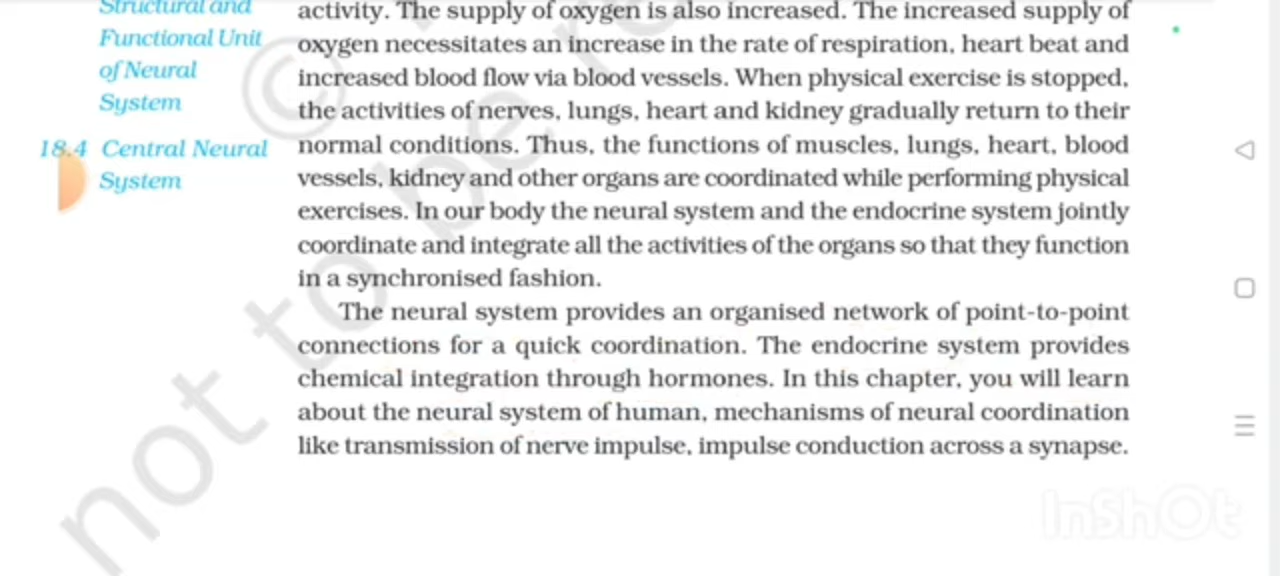 Structural and
Functional Unit
of Neural
System
18.4 Central Neural
System
activity. The supply of oxygen is also increased. The increased supply of
oxygen necessitates an increase in the rate of respiration, heart beat and
increased blood flow via blood vessels. When physical exercise is stopped,
the activities of nerves, lungs, heart and kidney gradually return to their
normal conditions. Thus, the functions of muscles, lungs, heart, blood
vessels, kidney and other organs are coordinated while performing physical
exercises. In our body the neural system and the endocrine system jointly
coordinate and integrate all the activities of the organs so that they function
in a synchronised fashion.
The neural system provides an organised network of point-to-point
connections for a quick coordination. The endocrine system provides
chemical integration through hormones. In this chapter, you will learn
about the neural system of human, mechanisms of neural coordination
like transmission of nerve impulse, impulse conduction across a synapse.
©
not to be re
InShOt